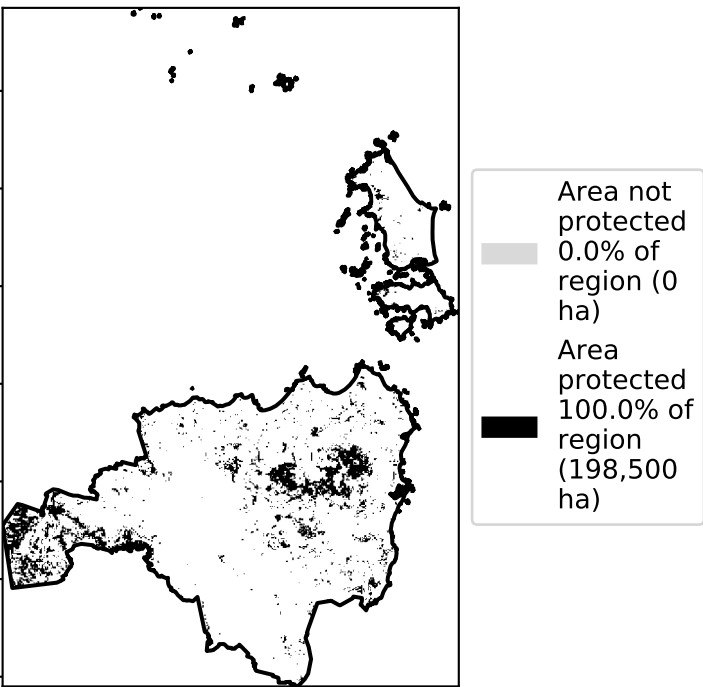 Area not
protected
0.0% of
region (0
ha)
Area
protected
100.0% of
region
(198,500
ha)